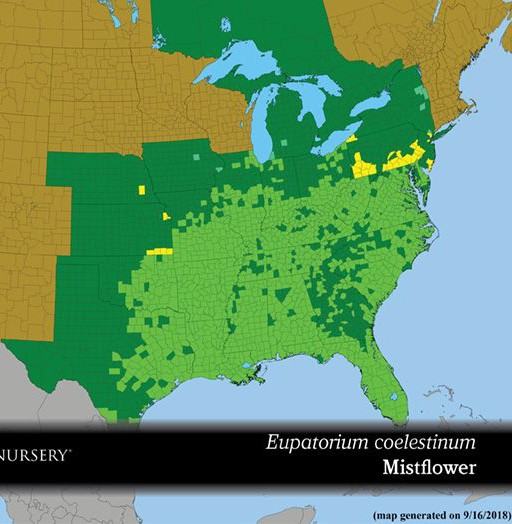 Eupatorium coelestinum
NURSERY®
Mistflower
(map generated on 9/16/2018)